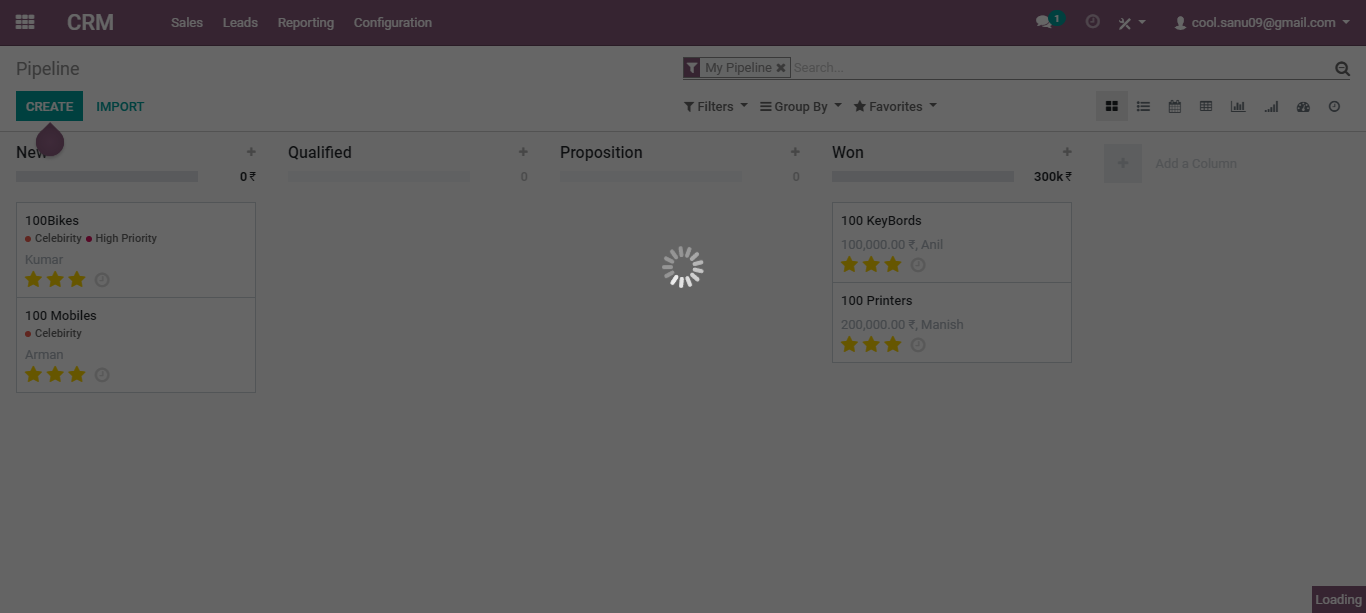 CRM Sales Leads Reporting Configuration 1 cool.sanu09@gmail.com
Pipeline My Pipeline Search...
CREATE IMPORT Filters Group By Favorites
New Qualified Proposition Won Add a Column
0 ₹ 0 0 300k ₹
100Bikes
Celebirity High Priority
Kumar
100 Mobiles
Celebirity
Arman
100 KeyBords
100,000.00 ₹, Anil
100 Printers
200,000.00 ₹, Manish
Loading